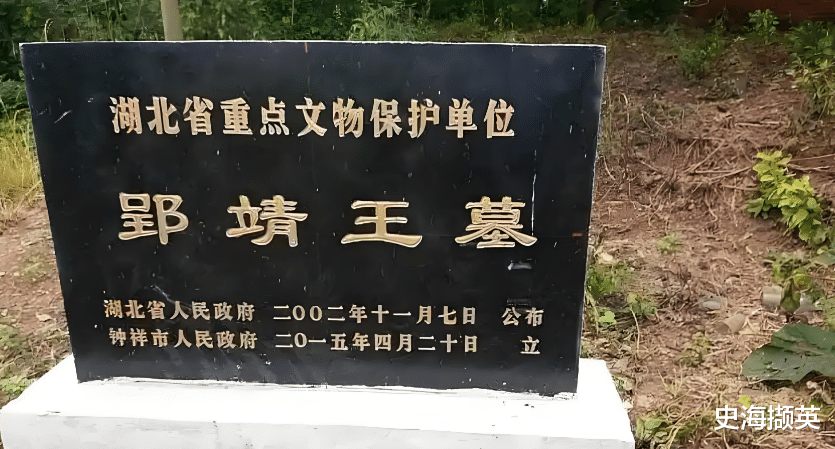 湖北省重点文物保护单位
郢靖王墓
湖北省人民政府 二〇〇二年十一月七日 公布
钟祥市人民政府 二〇一五年四月二十日 立
史海撷英